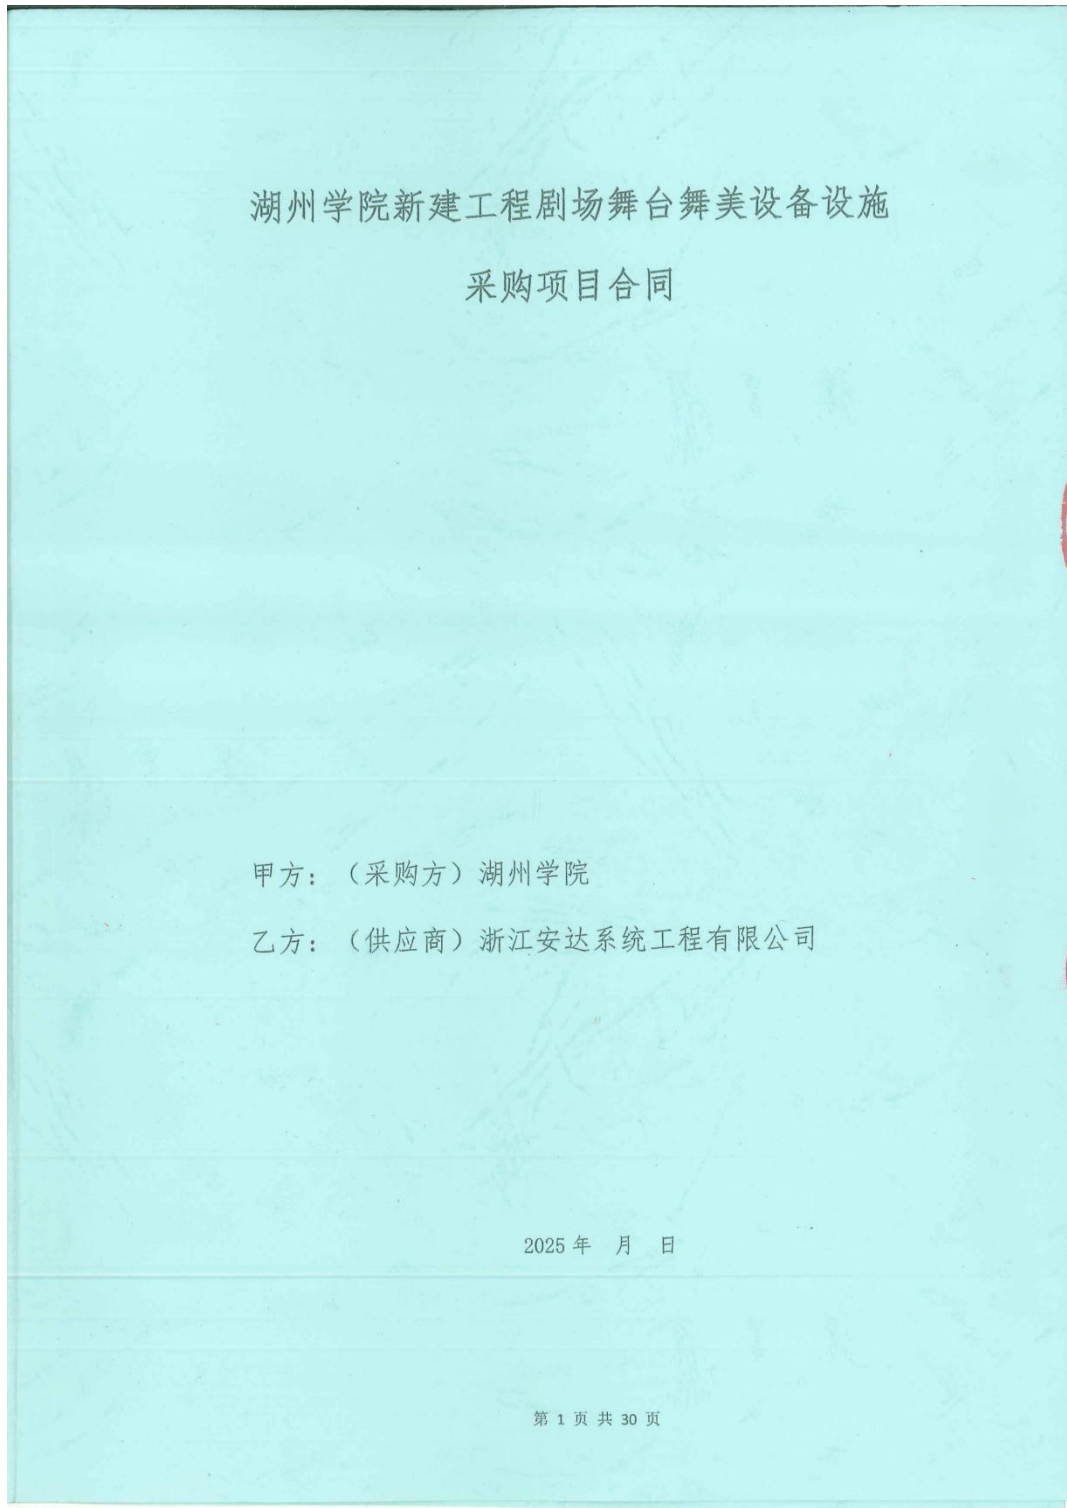 湖州学院新建工程剧场舞台舞美设备设施
采购项目合同
甲方：（采购方）湖州学院
乙方：（供应商）浙江安达系统工程有限公司
2025 年 月 日
第 1 页 共 30 页